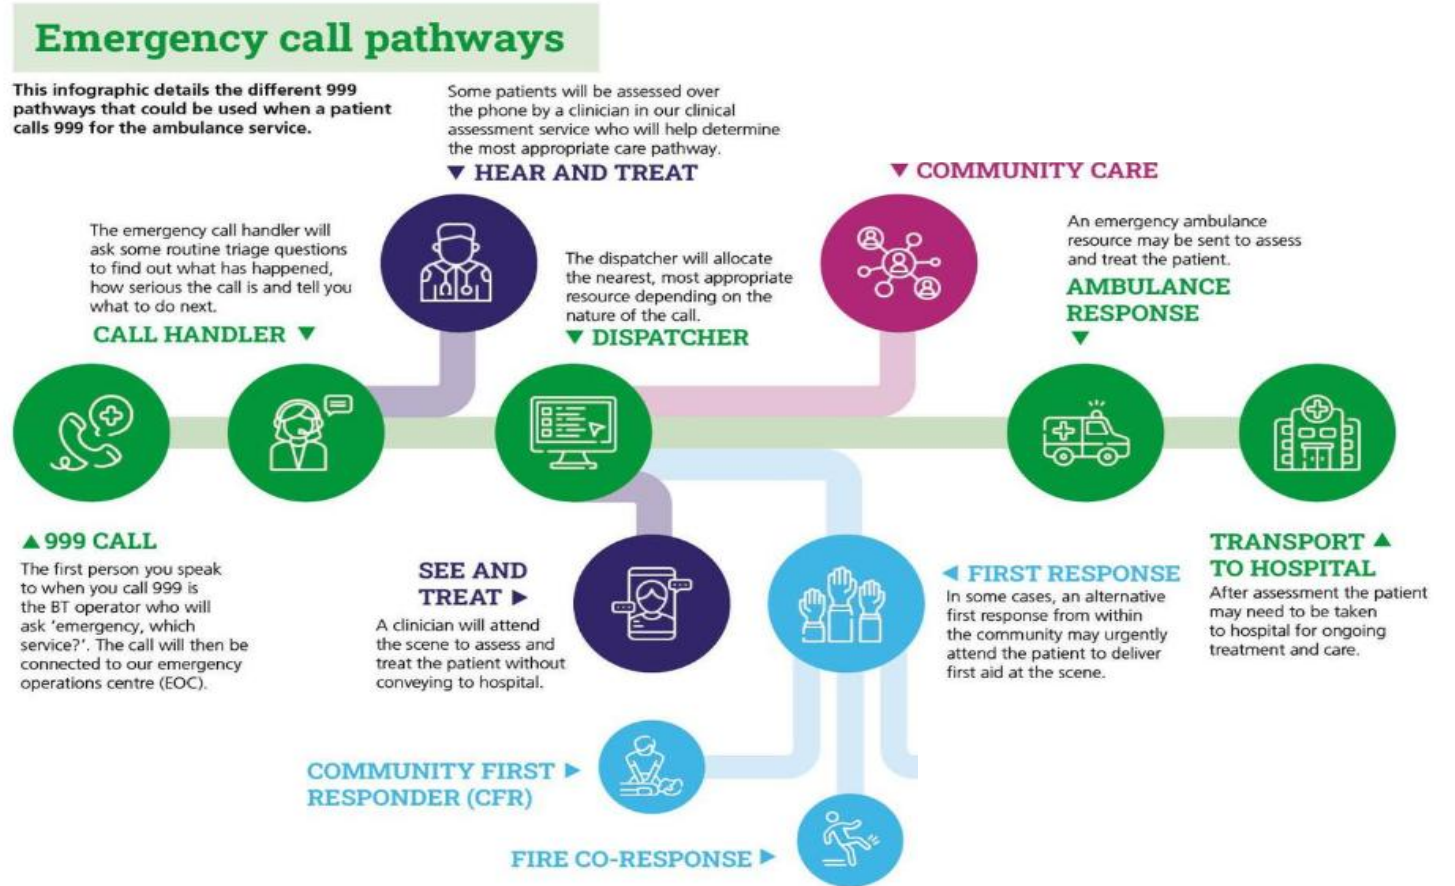 Emergency call pathways
This infographic details the different 999
pathways that could be used when a patient
calls 999 for the ambulance service.
Some patients will be assessed over
the phone by a clinician in our clinical
assessment service who will help determine
the most appropriate care pathway.
▼ HEAR AND TREAT
▼ COMMUNITY CARE
The emergency call handler will
ask some routine triage questions
to find out what has happened,
how serious the call is and tell you
what to do next.
CALL HANDLER ▼
The dispatcher will allocate
the nearest, most appropriate
resource depending on the
nature of the call.
▼ DISPATCHER
An emergency ambulance
resource may be sent to assess
and treat the patient.
AMBULANCE
RESPONSE
▼
▲ 999 CALL
The first person you speak
to when you call 999 is
the BT operator who will
ask ‘emergency, which
service?’. The call will then be
connected to our emergency
operations centre (EOC).
SEE AND
TREAT ►
A clinician will attend
the scene to assess and
treat the patient without
conveying to hospital.
◄ FIRST RESPONSE
In some cases, an alternative
first response from within
the community may urgently
attend the patient to deliver
first aid at the scene.
TRANSPORT ▲
TO HOSPITAL
After assessment the patient
may need to be taken
to hospital for ongoing
treatment and care.
COMMUNITY FIRST ►
RESPONDER (CFR)
FIRE CO-RESPONSE ►